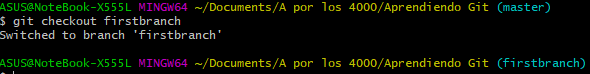 ASUS@NoteBook-X555L MINGW64 ~/Documents/A por los 4000/Aprendiendo Git (master)
$ git checkout firstbranch
Switched to branch 'firstbranch'
ASUS@NoteBook-X555L MINGW64 ~/Documents/A por los 4000/Aprendiendo Git (firstbranch)